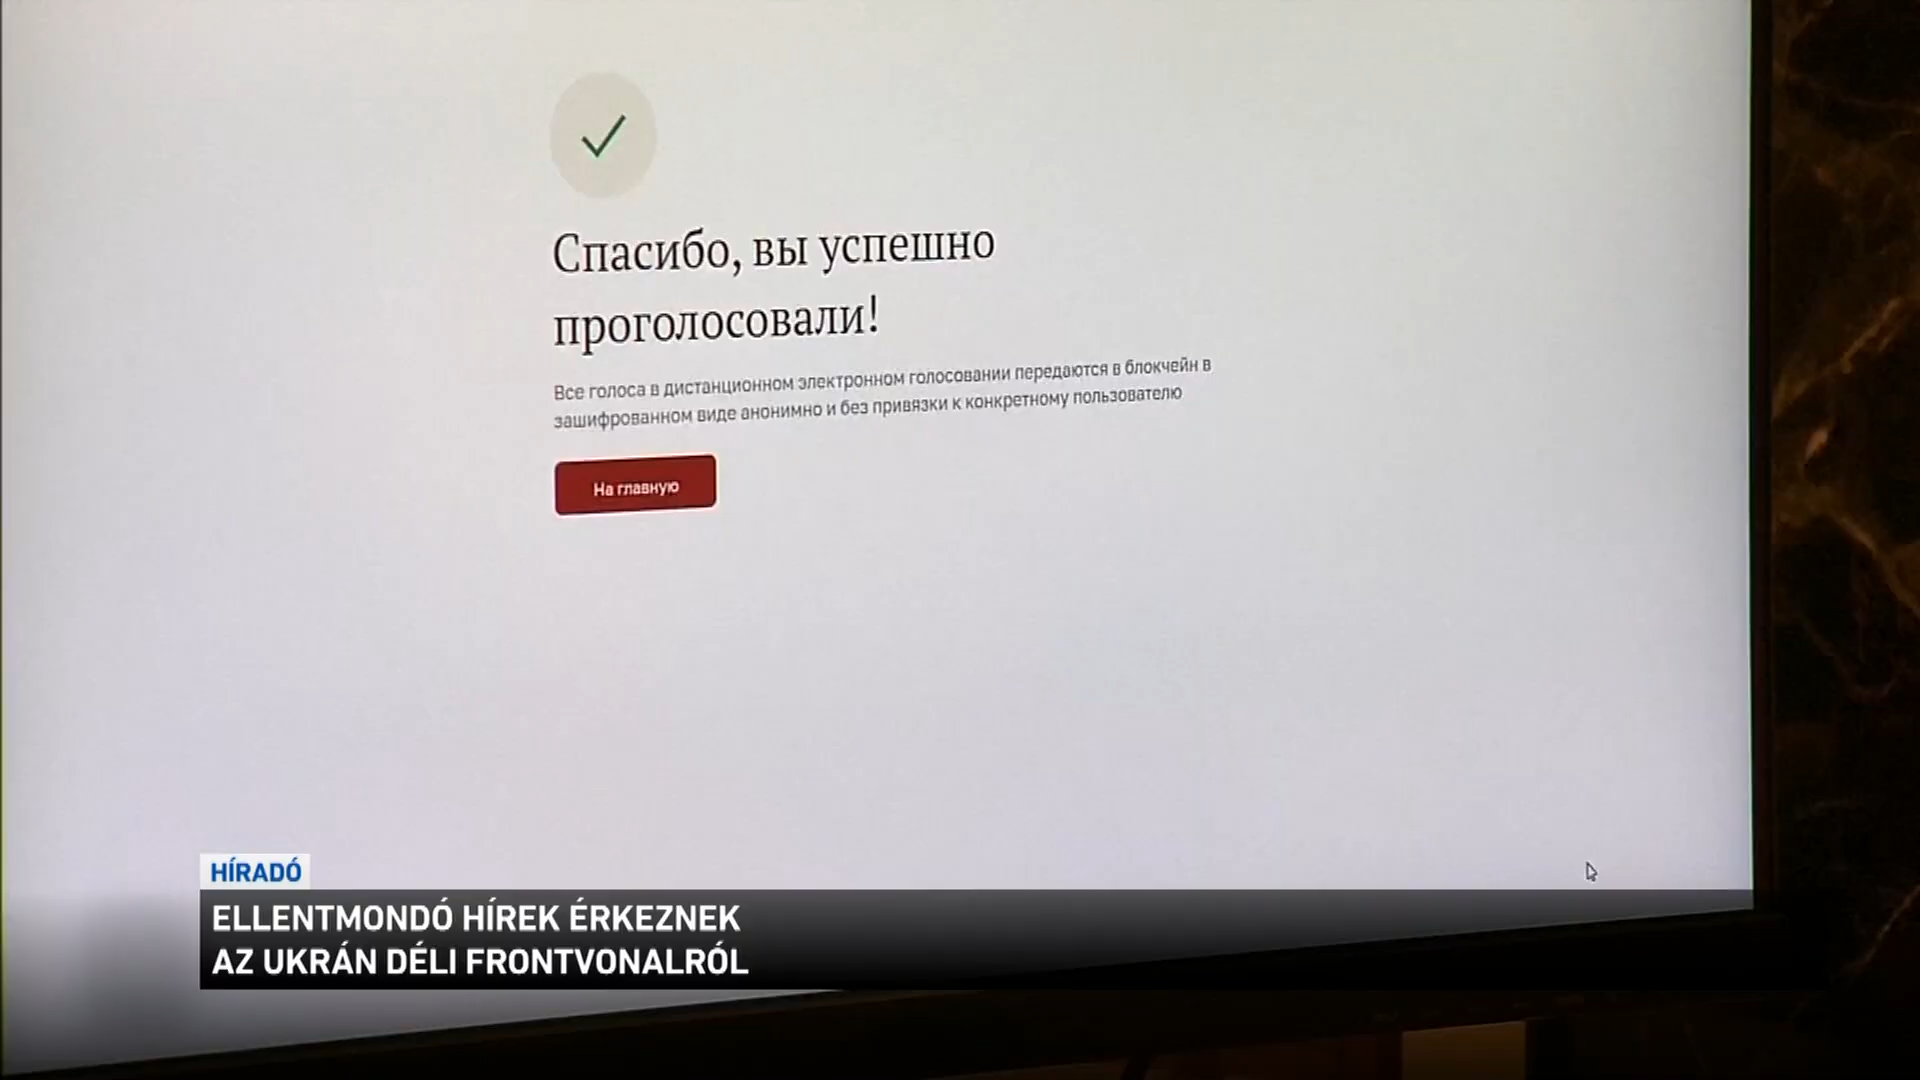 Спасибо, вы успешно
проголосовали!
Все голоса в дистанционном электронном голосовании передаются в блокчейн в
зашифрованном виде анонимно и без привязки к конкретному пользователю
На главную
HÍRADÓ
ELLENTMONDÓ HÍREK ÉRKEZNEK
AZ UKRÁN DÉLI FRONTVONALRÓL